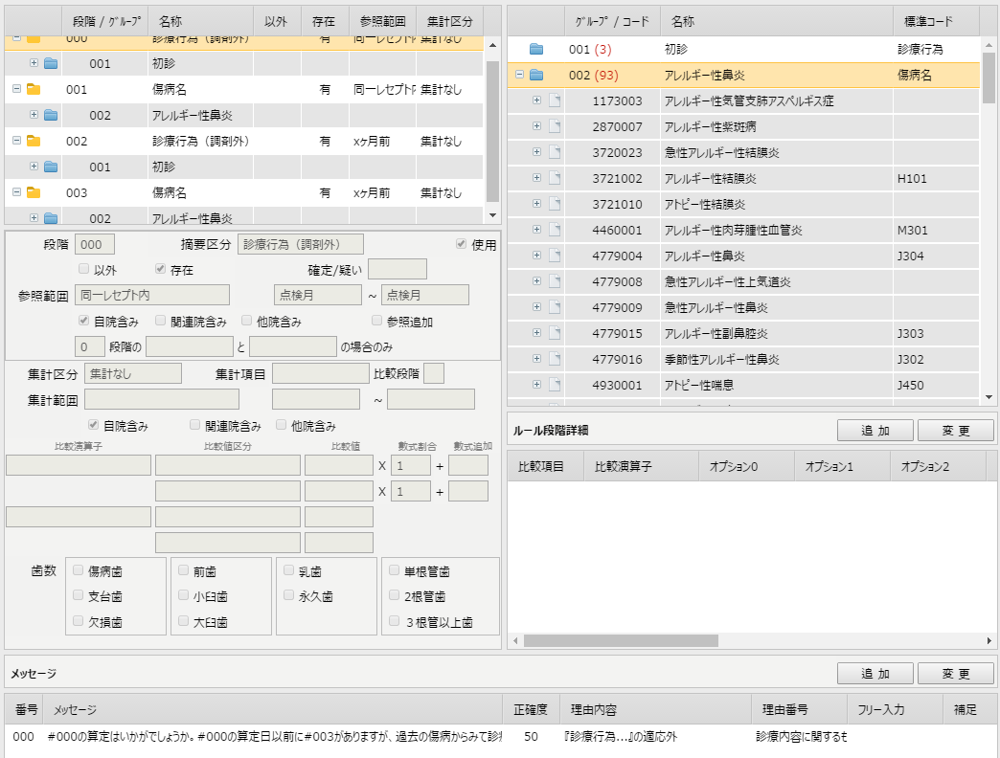 段階 / ｸﾞﾙｰﾌﾟ 名称 以外 存在 参照範囲 集計区分
000 診療行為（調剤外） 有 同一レセプト内 集計なし
001 初診
001 傷病名 有 同一レセプト内 集計なし
002 アレルギー性鼻炎
002 診療行為（調剤外） 有 xヶ月前 集計なし
001 初診
003 傷病名 有 xヶ月前 集計なし
002 アレルギー性鼻炎
段階 000 摘要区分 診療行為（調剤外） 使用
以外 存在 確定/疑い
参照範囲 同一レセプト内 点検月 ~ 点検月
自院含み 関連院含み 他院含み 参照追加
0 段階の と の場合のみ
集計区分 集計なし 集計項目 比較段階
集計範囲 ~
自院含み 関連院含み 他院含み
比較演算子 比較値区分 比較値 数式割合 数式追加
X 1 +
X 1 +
歯数 傷病歯 前歯 乳歯 単根管歯
支台歯 小臼歯 永久歯 2根管歯
欠損歯 大臼歯 ３根管以上歯
ｸﾞﾙｰﾌﾟ / コード 名称 標準コード
001 (3) 初診 診療行為
002 (93) アレルギー性鼻炎 傷病名
1173003 アレルギー性気管支肺アスペルギス症
2870007 アレルギー性紫斑病
3720023 急性アレルギー性結膜炎
3721002 アレルギー性結膜炎 H101
3721010 アトピー性結膜炎
4460001 アレルギー性肉芽腫性血管炎 M301
4779004 アレルギー性鼻炎 J304
4779008 急性アレルギー性上気道炎
4779009 急性アレルギー性鼻炎
4779015 アレルギー性副鼻腔炎 J303
4779016 季節性アレルギー性鼻炎 J302
4930001 アトピー性喘息 J450
ルール段階詳細 追 加 変 更
比較項目 比較演算子 オプション0 オプション1 オプション2
メッセージ 追 加 変 更
番号 メッセージ 正確度 理由内容 理由番号 フリー入力 補足
000 #000の算定はいかがでしょうか。#000の算定日以前に#003がありますが、過去の傷病からみて診療 50 『診療行為...』の適応外 診療内容に関するも